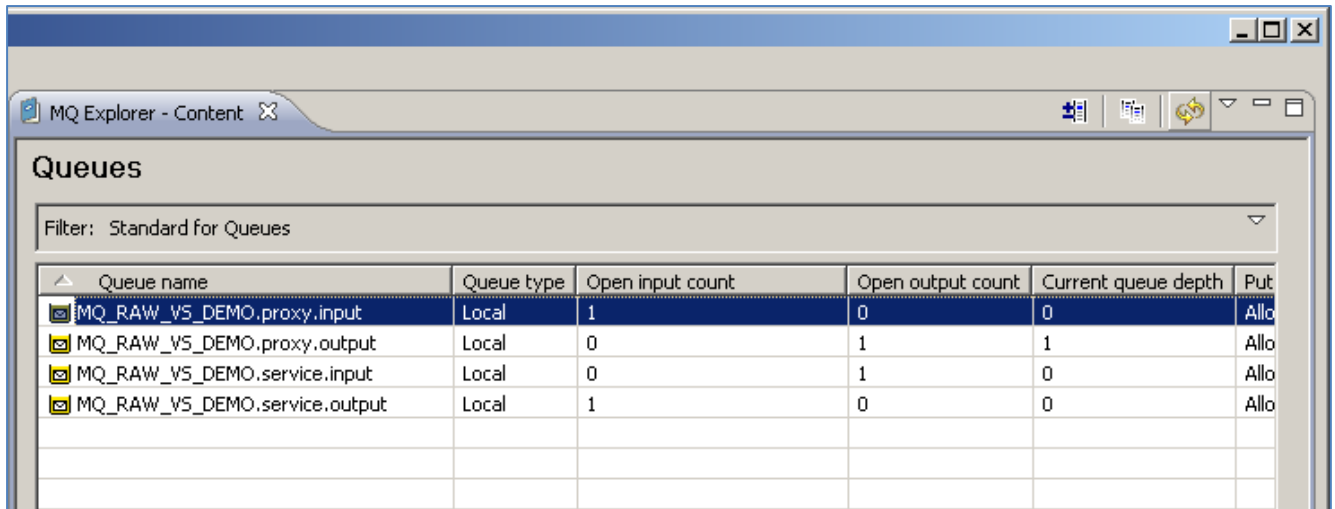 MQ Explorer - Content
Queues
Filter: Standard for Queues
Queue name Queue type Open input count Open output count Current queue depth Put
MQ_RAW_VS_DEMO.proxy.input Local 1 0 0 Allo
MQ_RAW_VS_DEMO.proxy.output Local 0 1 1 Allo
MQ_RAW_VS_DEMO.service.input Local 0 1 0 Allo
MQ_RAW_VS_DEMO.service.output Local 1 0 0 Allo